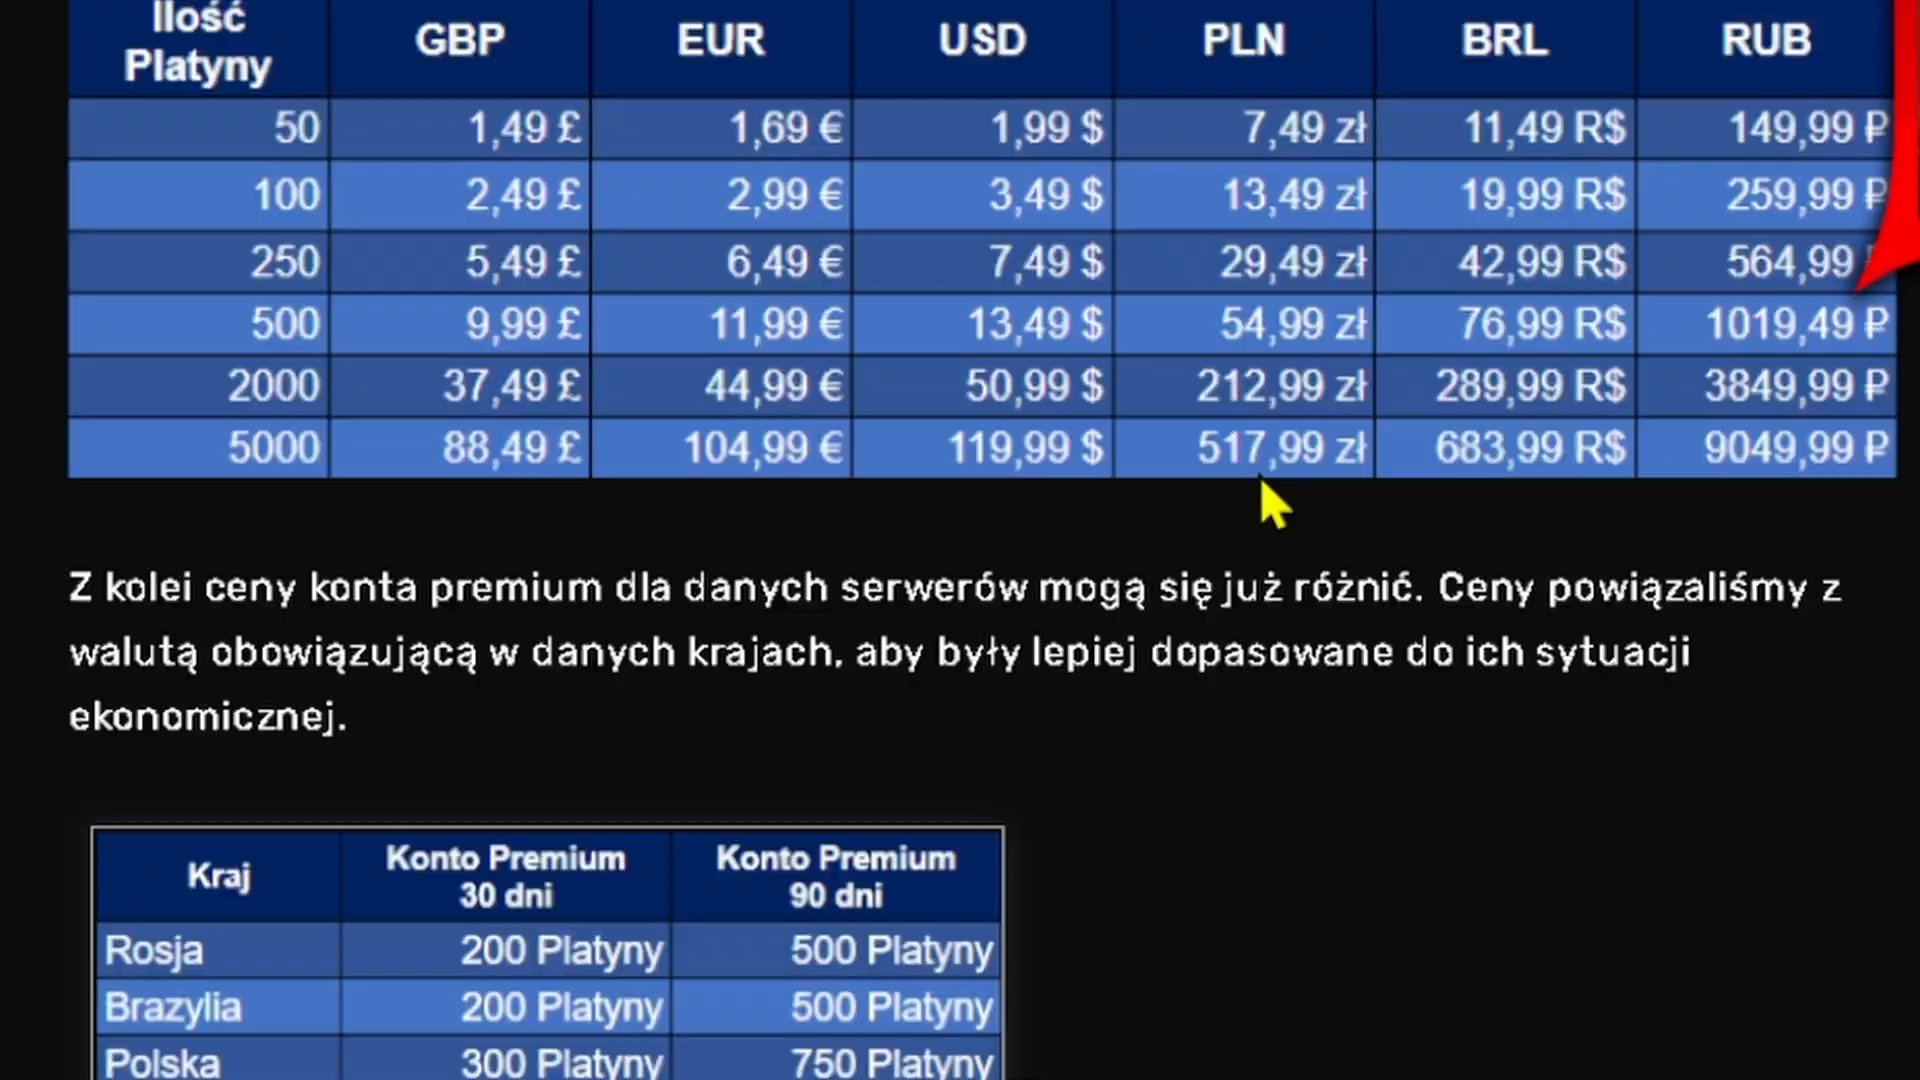 Ilość Platyny GBP EUR USD PLN BRL RUB
50 1,49 £ 1,69 € 1,99 $ 7,49 zł 11,49 R$ 149,99 ₽
100 2,49 £ 2,99 € 3,49 $ 13,49 zł 19,99 R$ 259,99 ₽
250 5,49 £ 6,49 € 7,49 $ 29,49 zł 42,99 R$ 564,99
500 9,99 £ 11,99 € 13,49 $ 54,99 zł 76,99 R$ 1019,49 ₽
2000 37,49 £ 44,99 € 50,99 $ 212,99 zł 289,99 R$ 3849,99 ₽
5000 88,49 £ 104,99 € 119,99 $ 517,99 zł 683,99 R$ 9049,99 ₽
Z kolei ceny konta premium dla danych serwerów mogą się już różnić. Ceny powiązaliśmy z
walutą obowiązującą w danych krajach, aby były lepiej dopasowane do ich sytuacji
ekonomicznej.
Kraj Konto Premium 30 dni Konto Premium 90 dni
Rosja 200 Platyny 500 Platyny
Brazylia 200 Platyny 500 Platyny
Polska 300 Platyny 750 Platyny